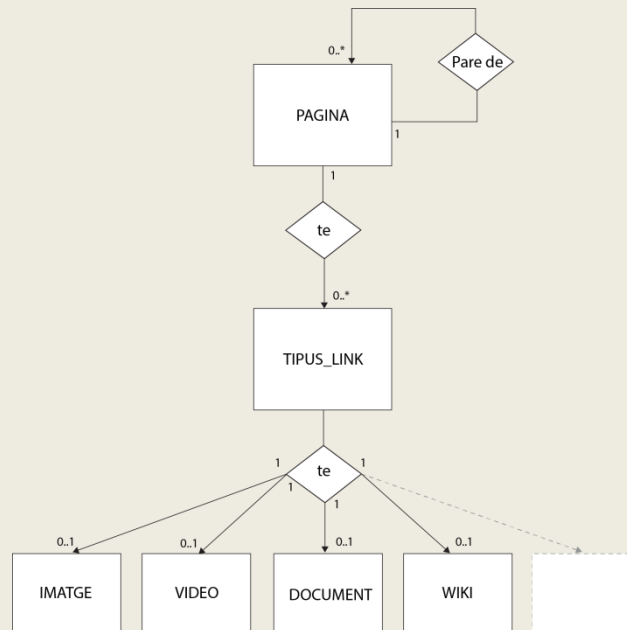 0..*
Pare de
PAGINA
1
1
te
0..*
TIPUS_LINK
1
te
1
1
1
0..1
0..1
0..1
0..1
IMATGE
VIDEO
DOCUMENT
WIKI